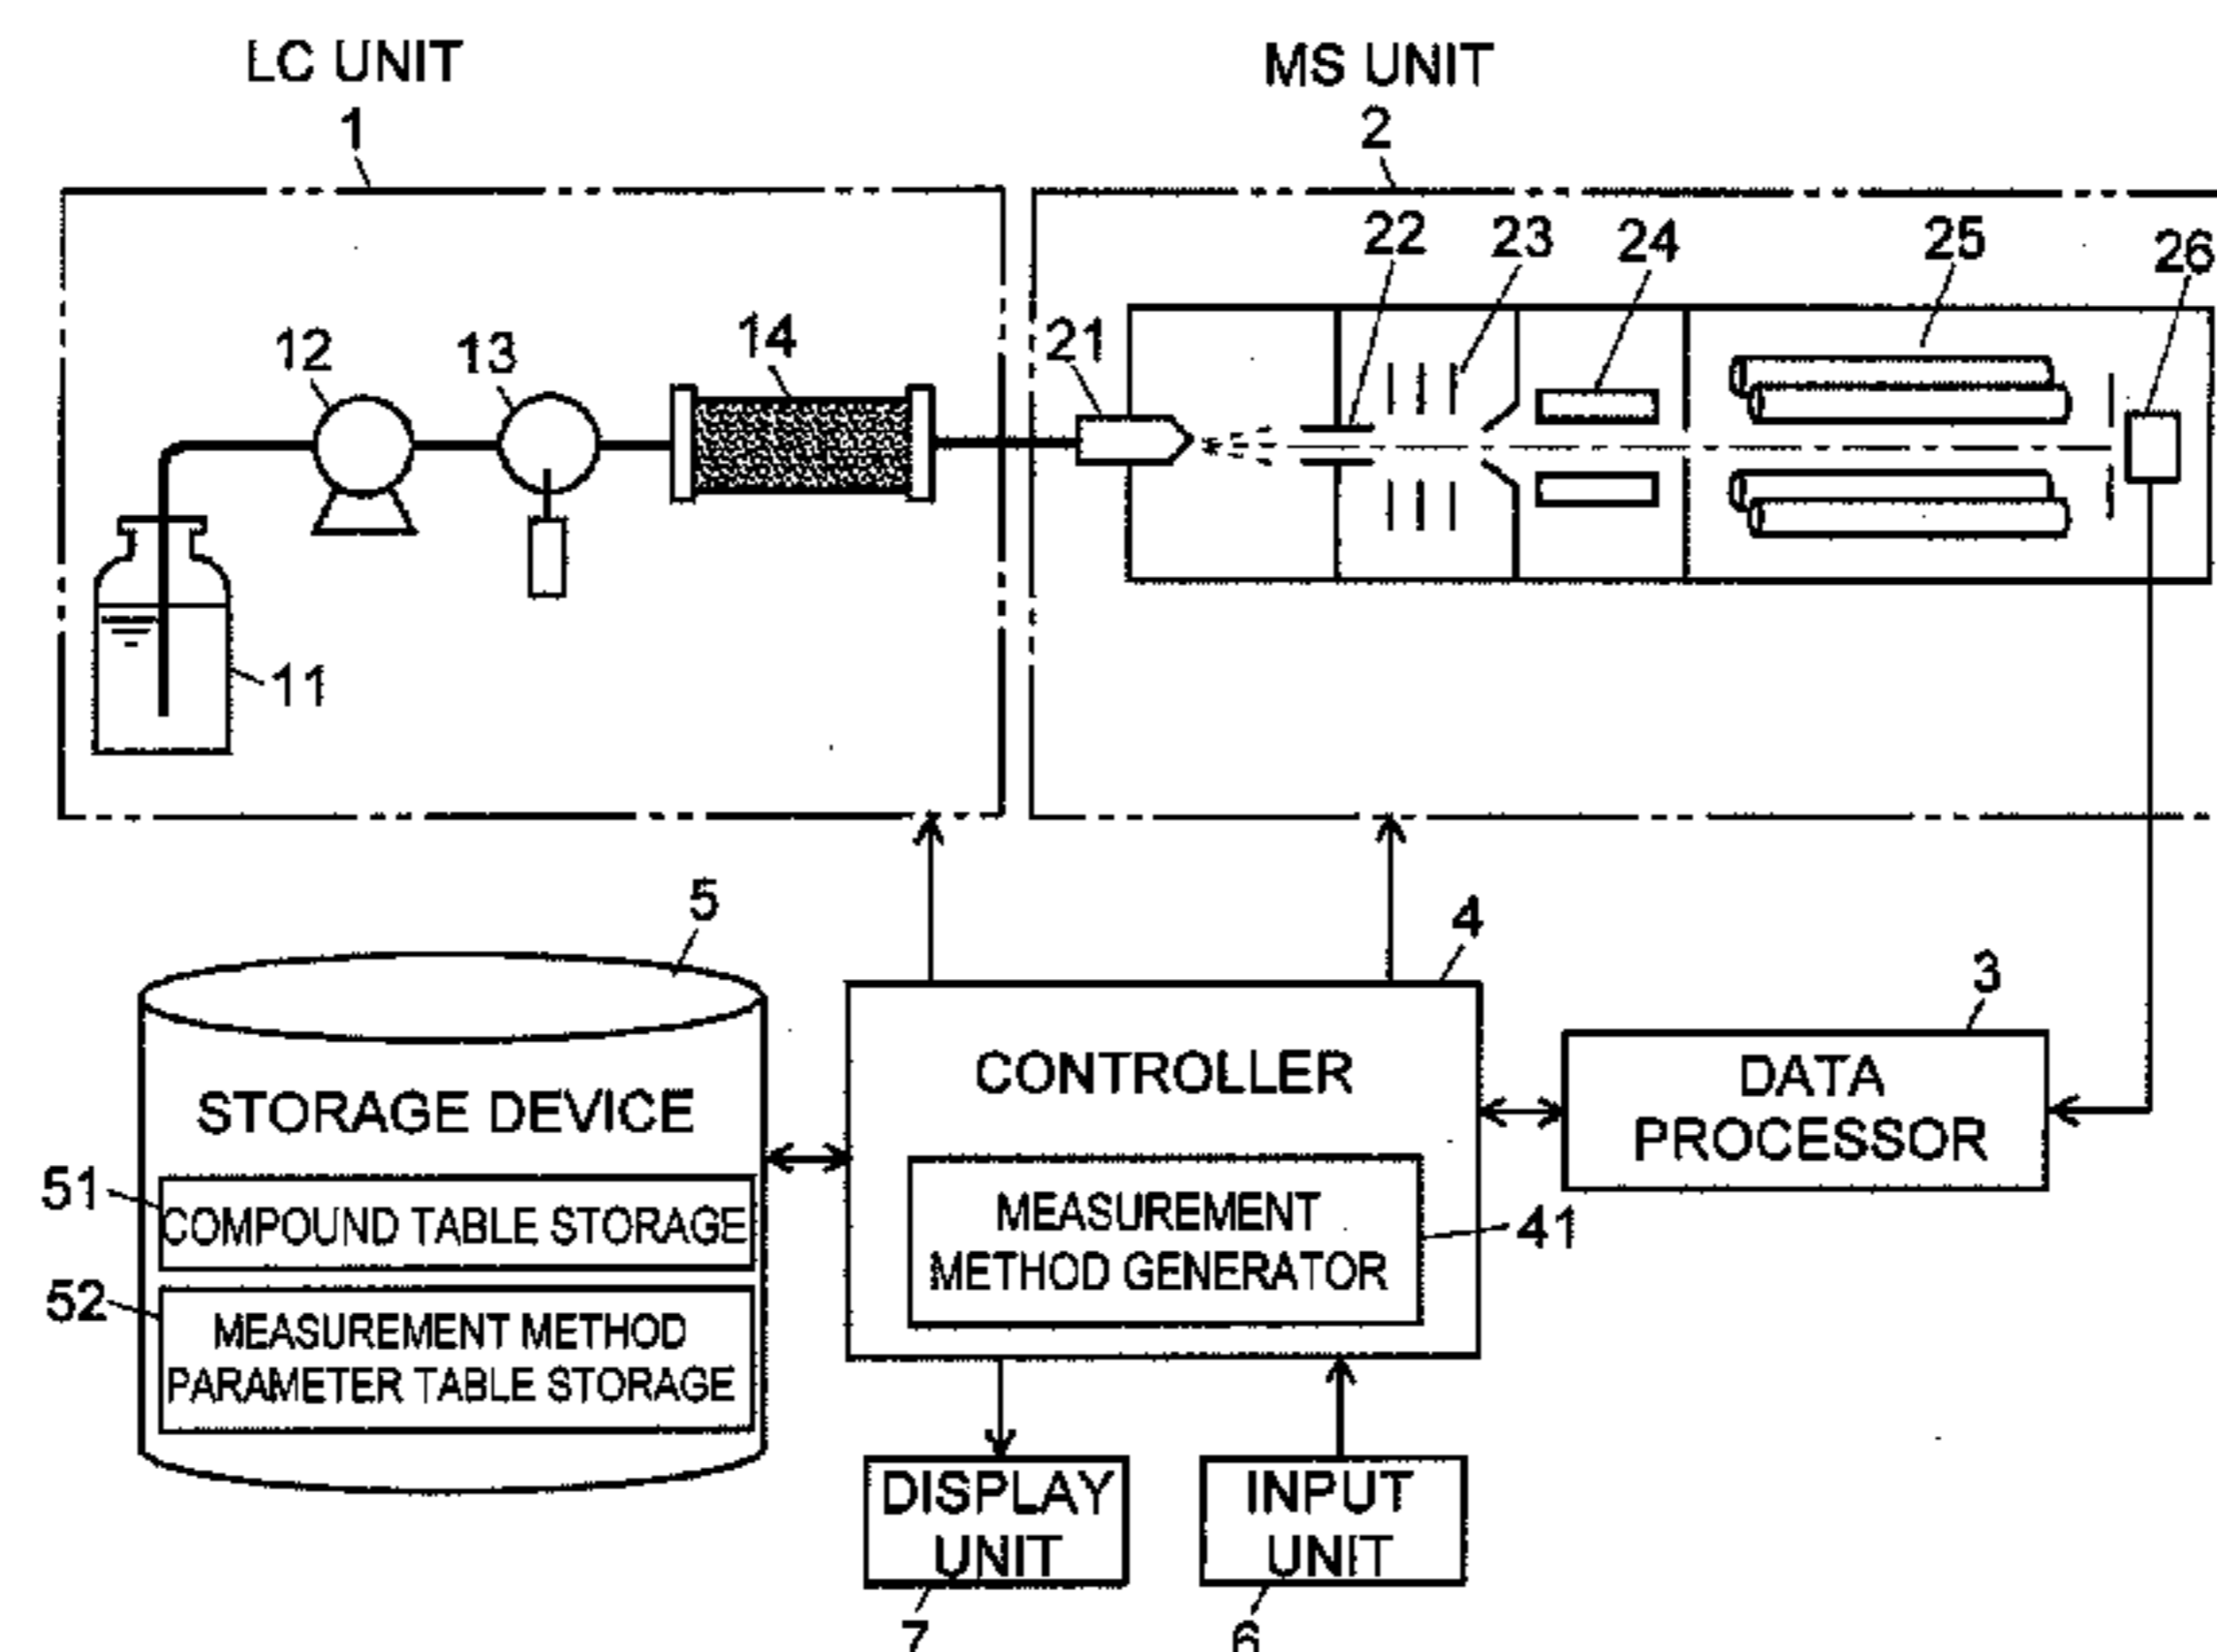 LC UNIT
1
MS UNIT
2
22
23
24
25
26
21
12
13
14
11
5
4
3
STORAGE DEVICE
51
COMPOUND TABLE STORAGE
52
MEASUREMENT METHOD
PARAMETER TABLE STORAGE
CONTROLLER
MEASUREMENT
METHOD GENERATOR
41
DATA
PROCESSOR
DISPLAY
UNIT
7
INPUT
UNIT
6